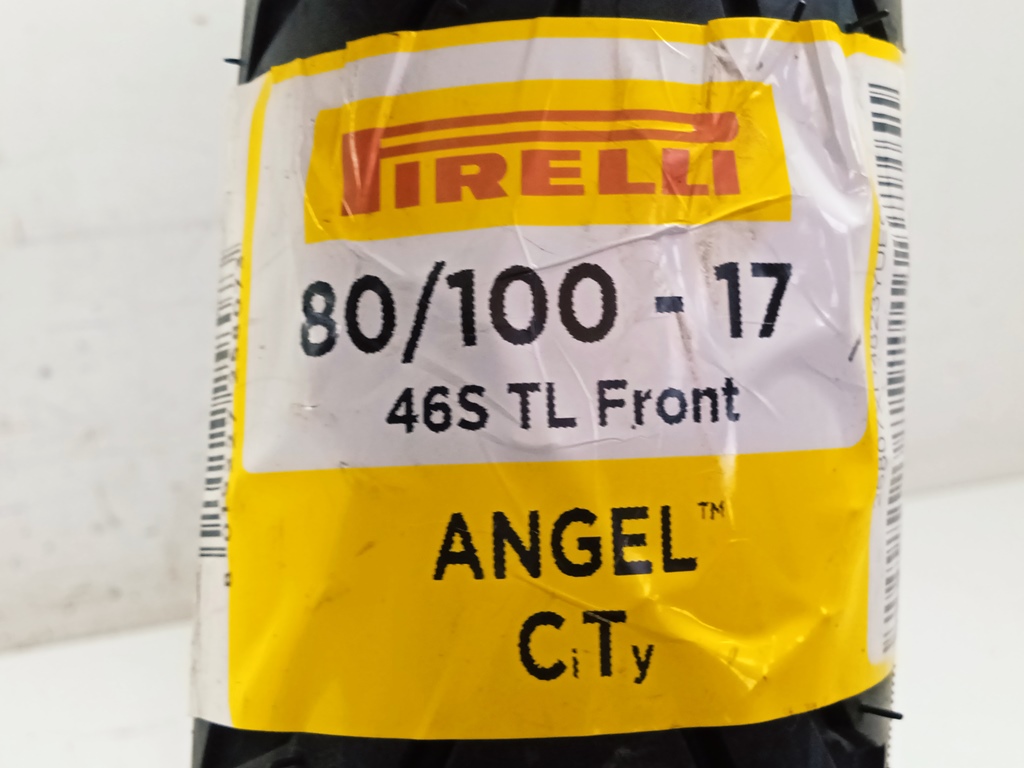 PIRELLI
80/100 - 17
46S TL Front
ANGEL™
CiTy